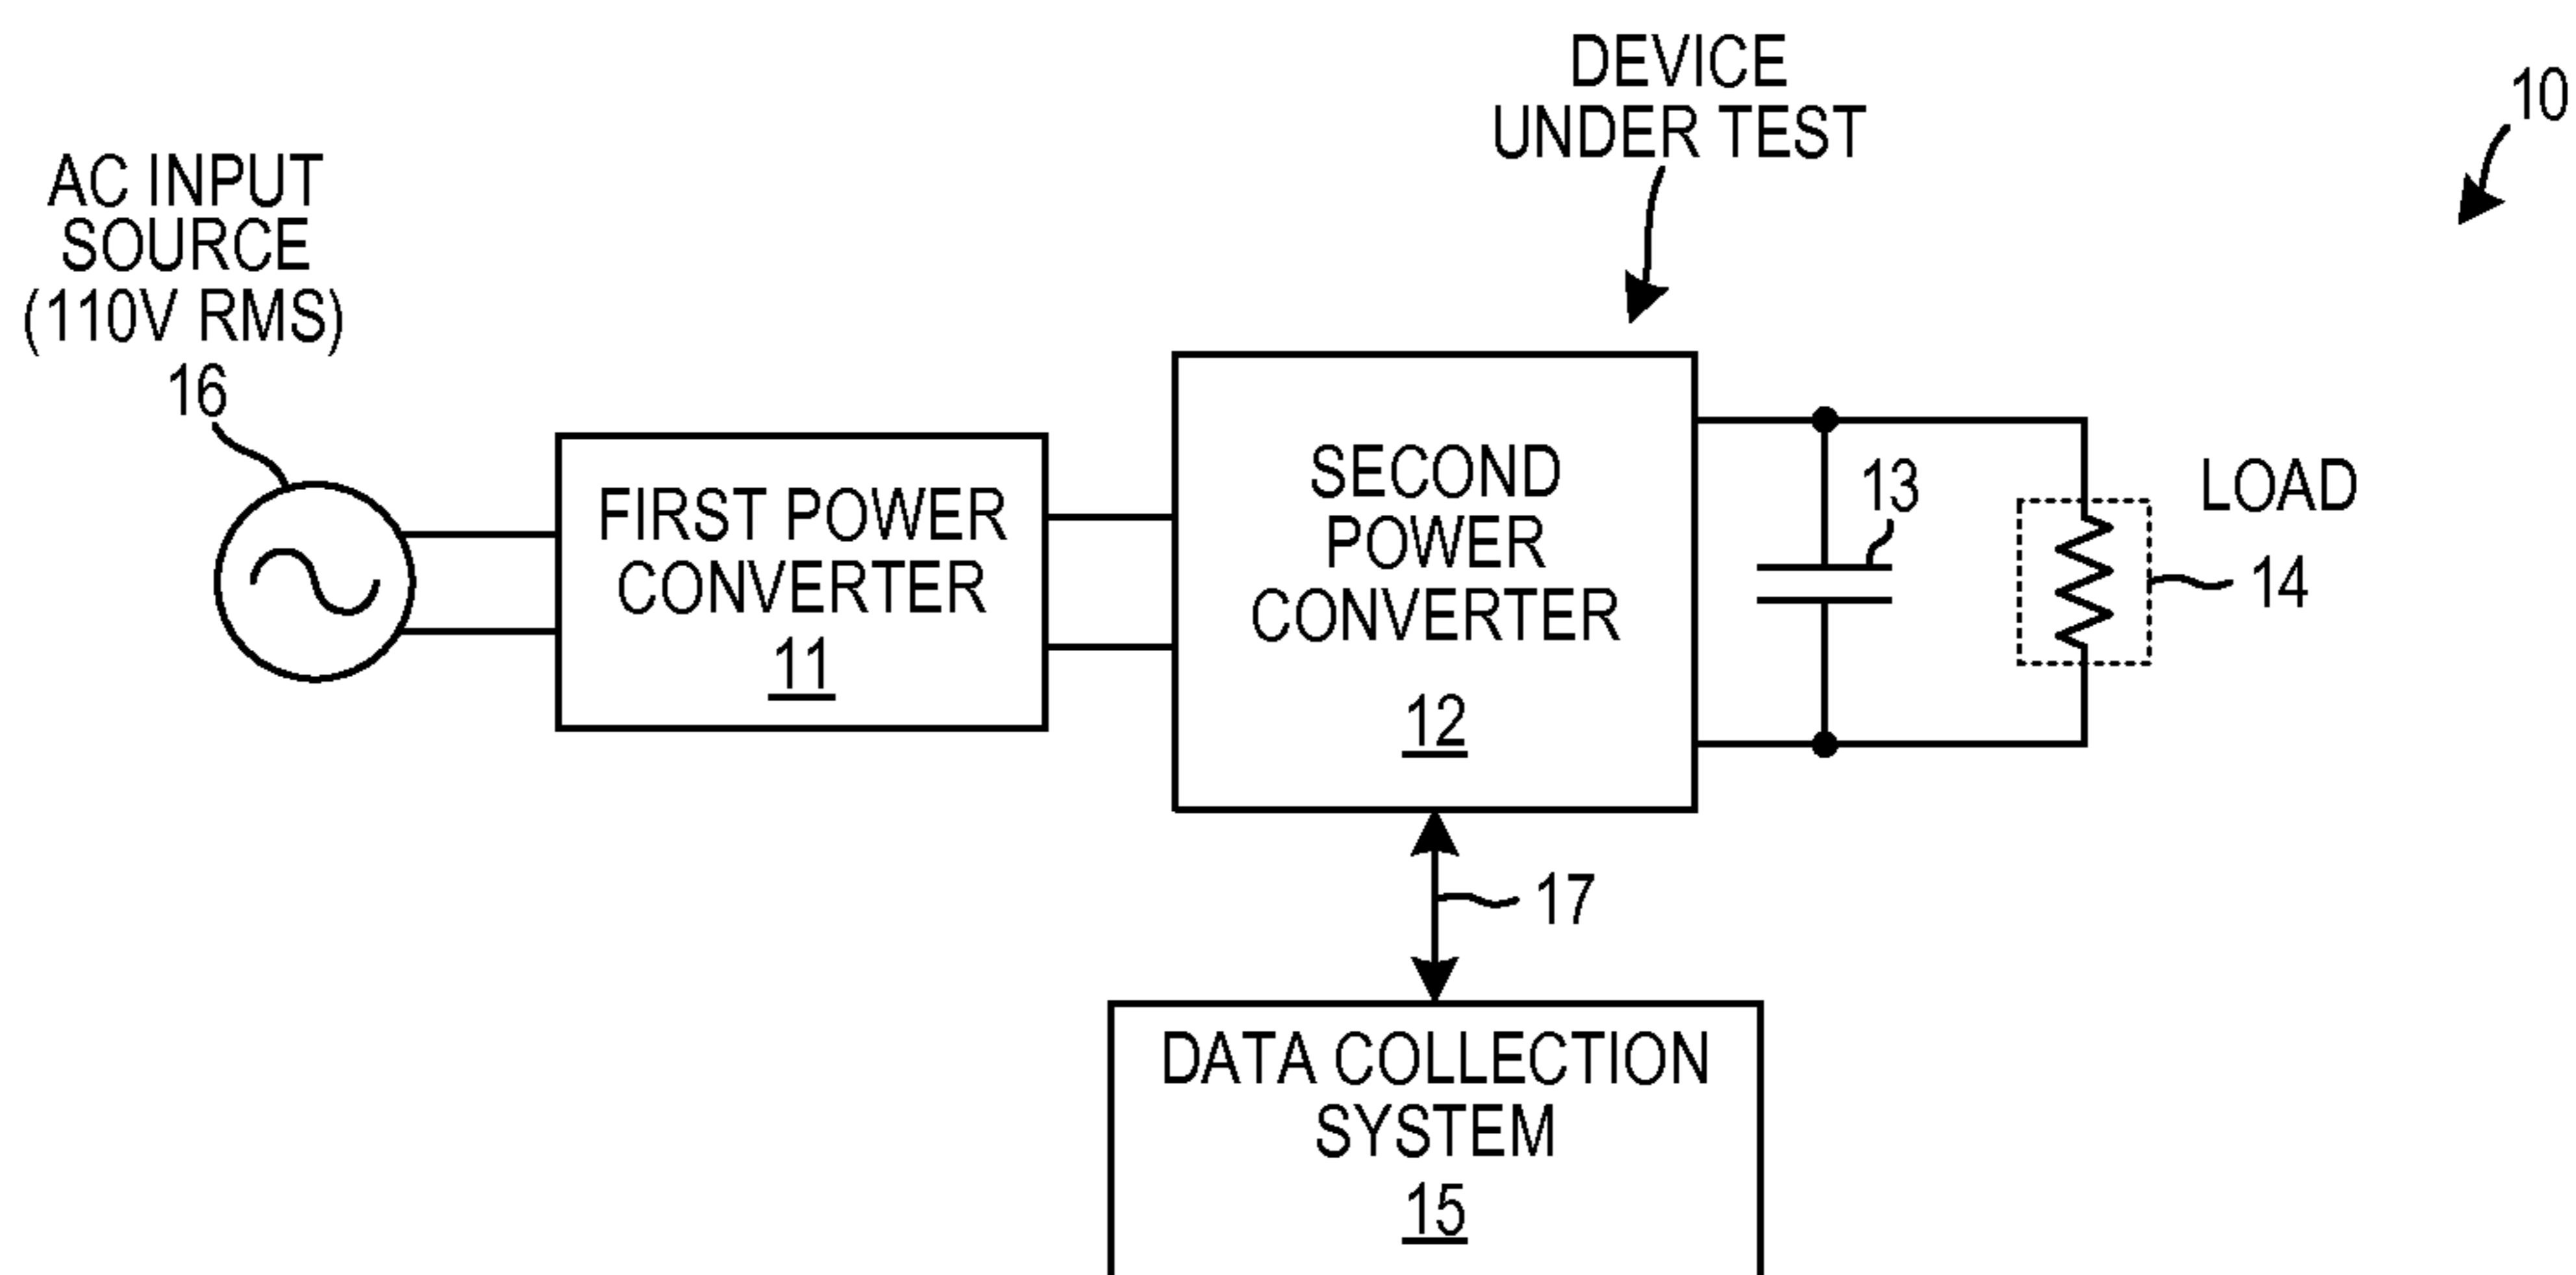 DEVICE
UNDER TEST
10
AC INPUT
SOURCE
(110V RMS)
16
FIRST POWER
CONVERTER
11
SECOND
POWER
CONVERTER
12
13
LOAD
14
17
DATA COLLECTION
SYSTEM
15